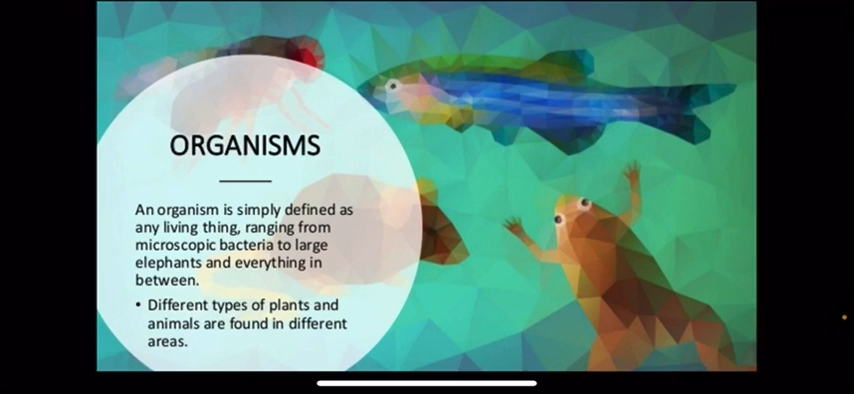 ORGANISMS
An organism is simply defined as
any living thing, ranging from
microscopic bacteria to large
elephants and everything in
between.
• Different types of plants and
animals are found in different
areas.